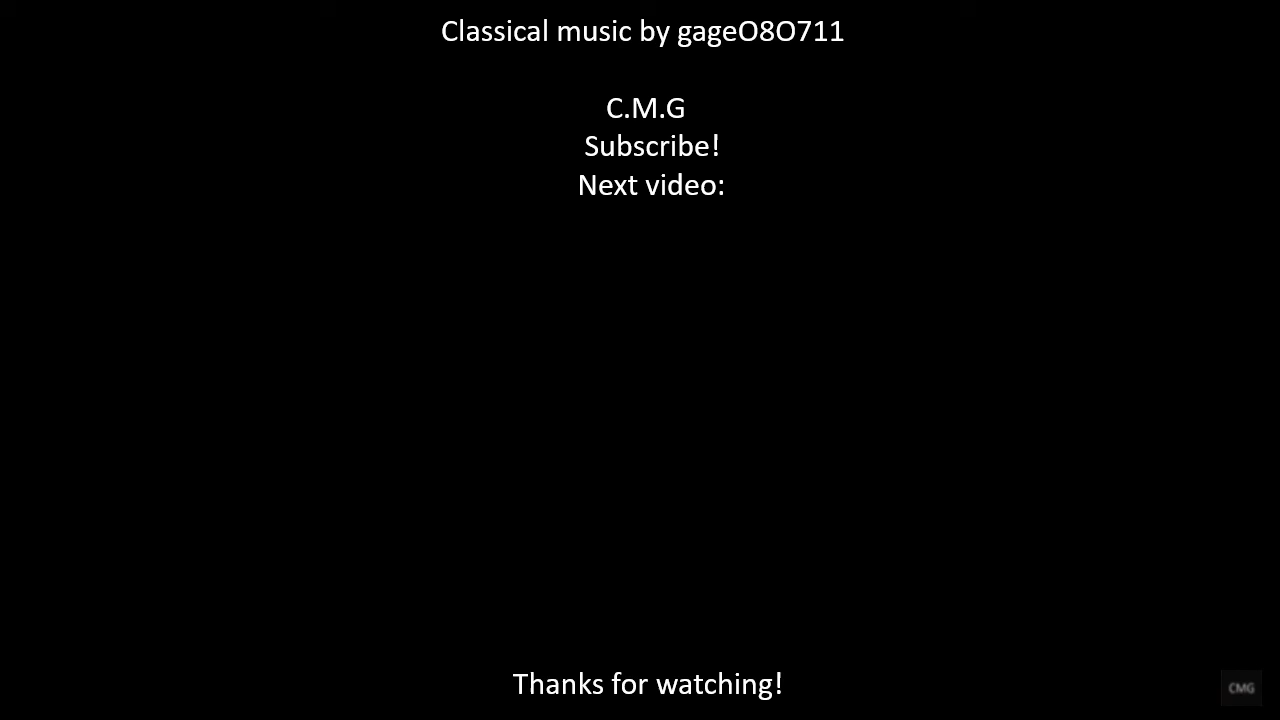 Classical music by gageO8O711
C.M.G
Subscribe!
Next video:
Thanks for watching!
CMG